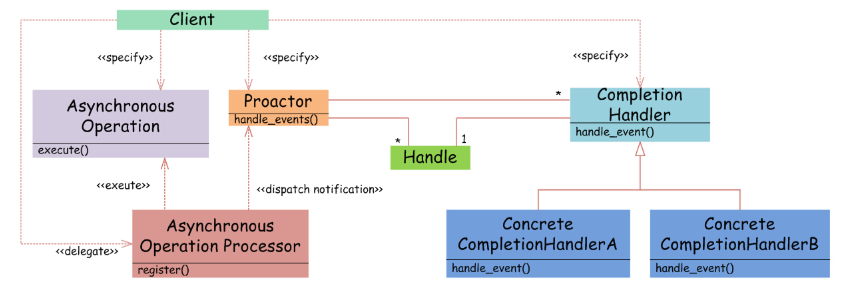 Client
<<specify>>
<<specify>>
<<specify>>
Asynchronous
Operation
execute()
Proactor
handle_events()
*
Completion
Handler
handle_event()
*
1
Handle
<<exeute>>
<<dispatch notification>>
<<delegate>>
Asynchronous
Operation Processor
register()
Concrete
CompletionHandlerA
handle_event()
Concrete
CompletionHandlerB
handle_event()